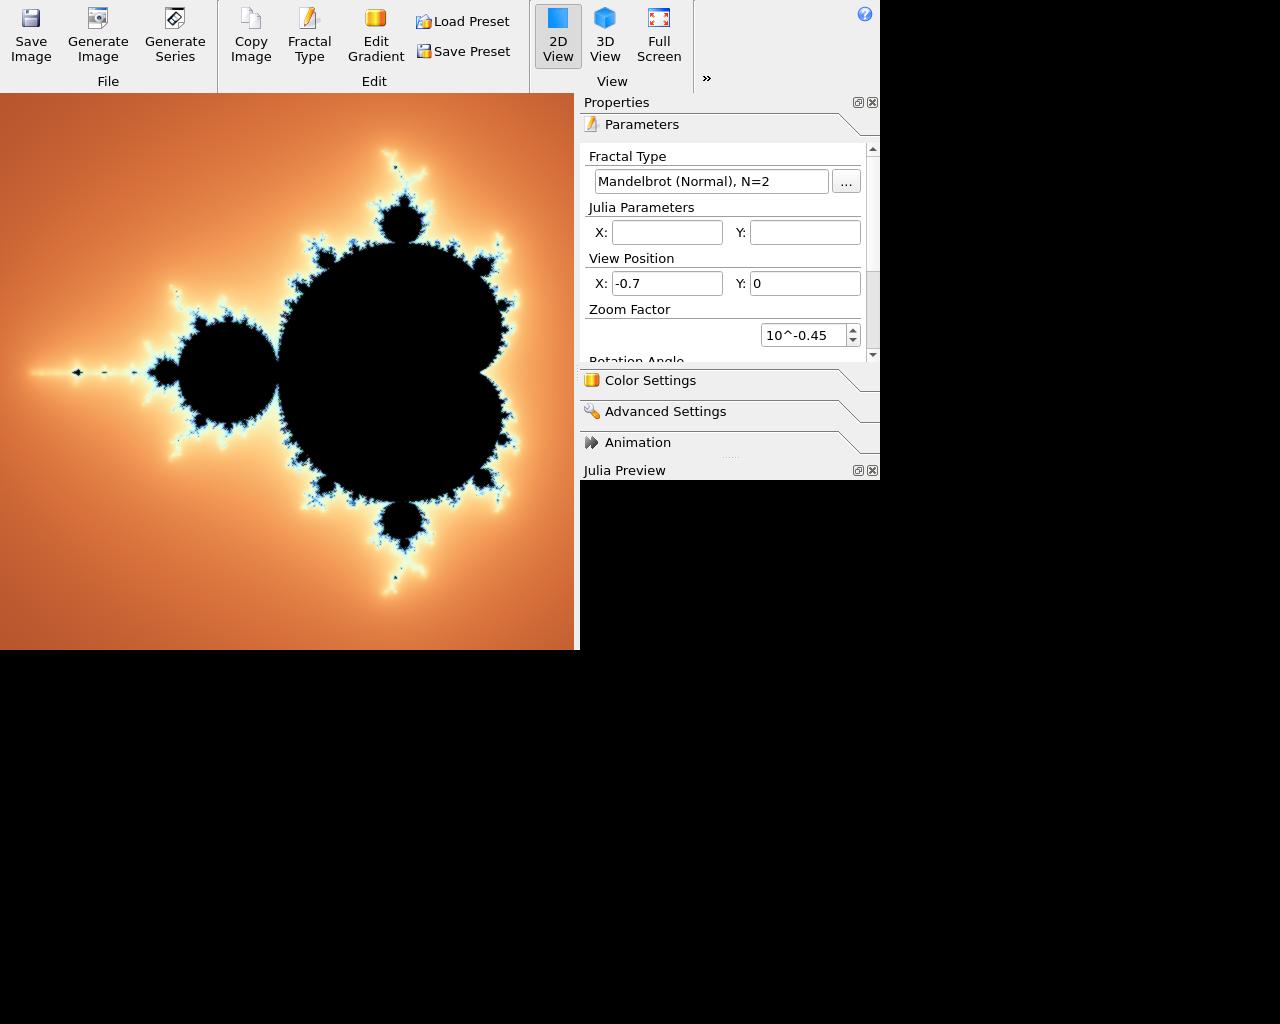 Save Image
Generate Image
Generate Series
File
Copy Image
Fractal Type
Edit Gradient
Load Preset
Save Preset
Edit
2D View
3D View
Full Screen
View
»
Properties
Parameters
Fractal Type
Mandelbrot (Normal), N=2
...
Julia Parameters
X: Y:
View Position
X: -0.7 Y: 0
Zoom Factor
10^-0.45
Rotation Angle
Color Settings
Advanced Settings
Animation
Julia Preview